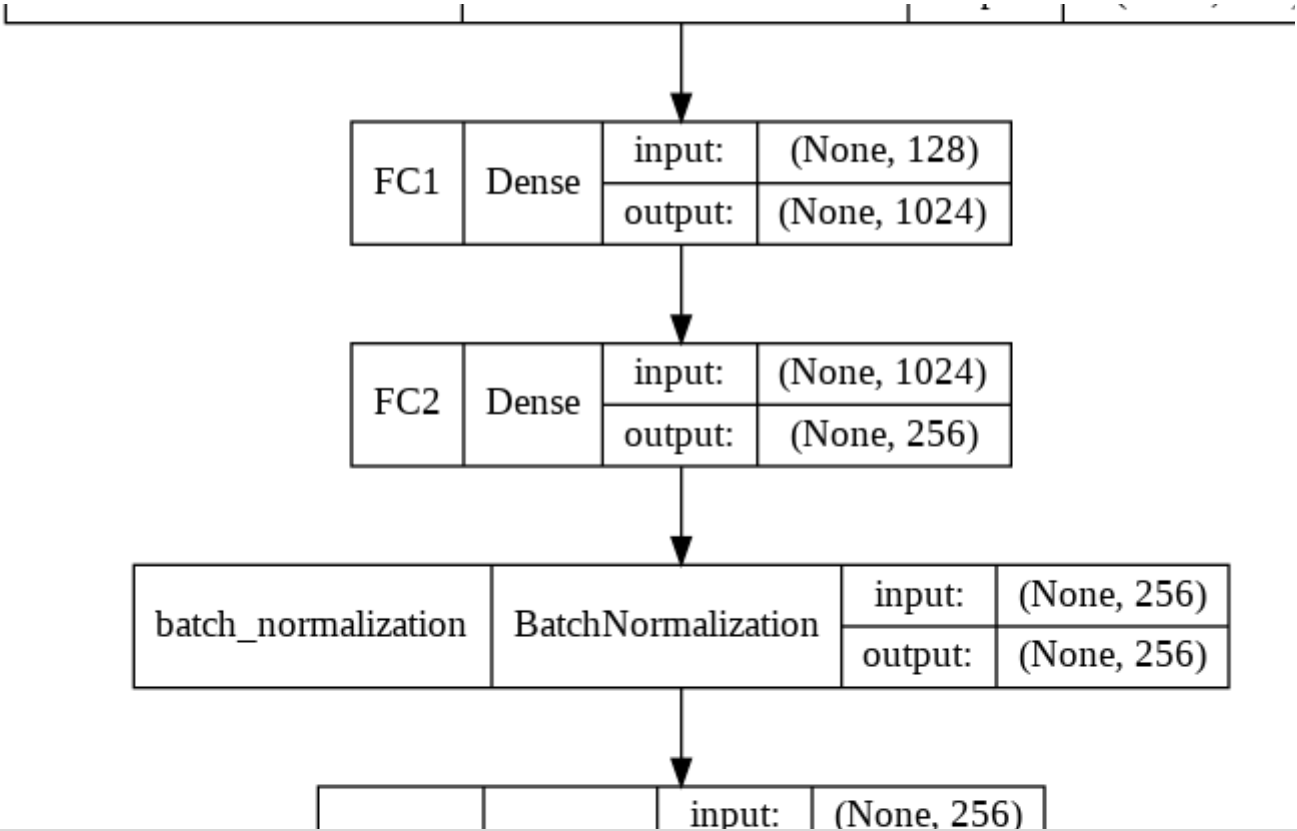 FC1 Dense input: (None, 128)
output: (None, 1024)
FC2 Dense input: (None, 1024)
output: (None, 256)
batch_normalization BatchNormalization input: (None, 256)
output: (None, 256)
input: (None, 256)